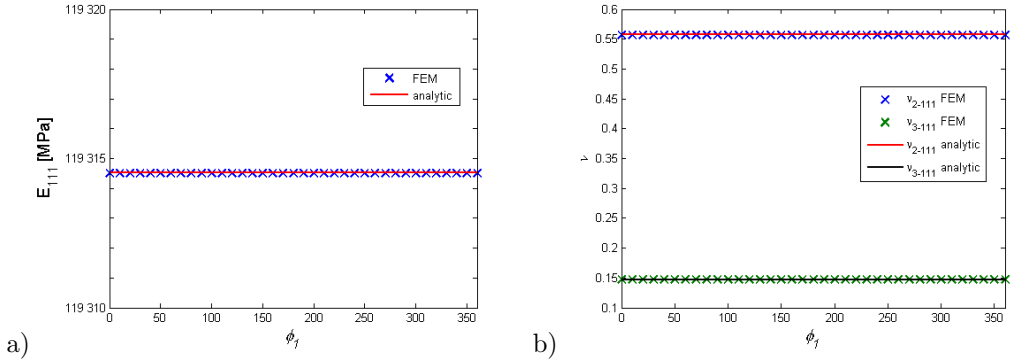 119 320
119 315
119 310
E111 [MPa]
FEM
analytic
0 50 100 150 200 250 300 350
ϕ1
a)
0.6
0.55
0.5
0.45
0.4
0.35
0.3
0.25
0.2
0.15
0.1
ν
ν2-111 FEM
ν3-111 FEM
ν2-111 analytic
ν3-111 analytic
0 50 100 150 200 250 300 350
ϕ1
b)